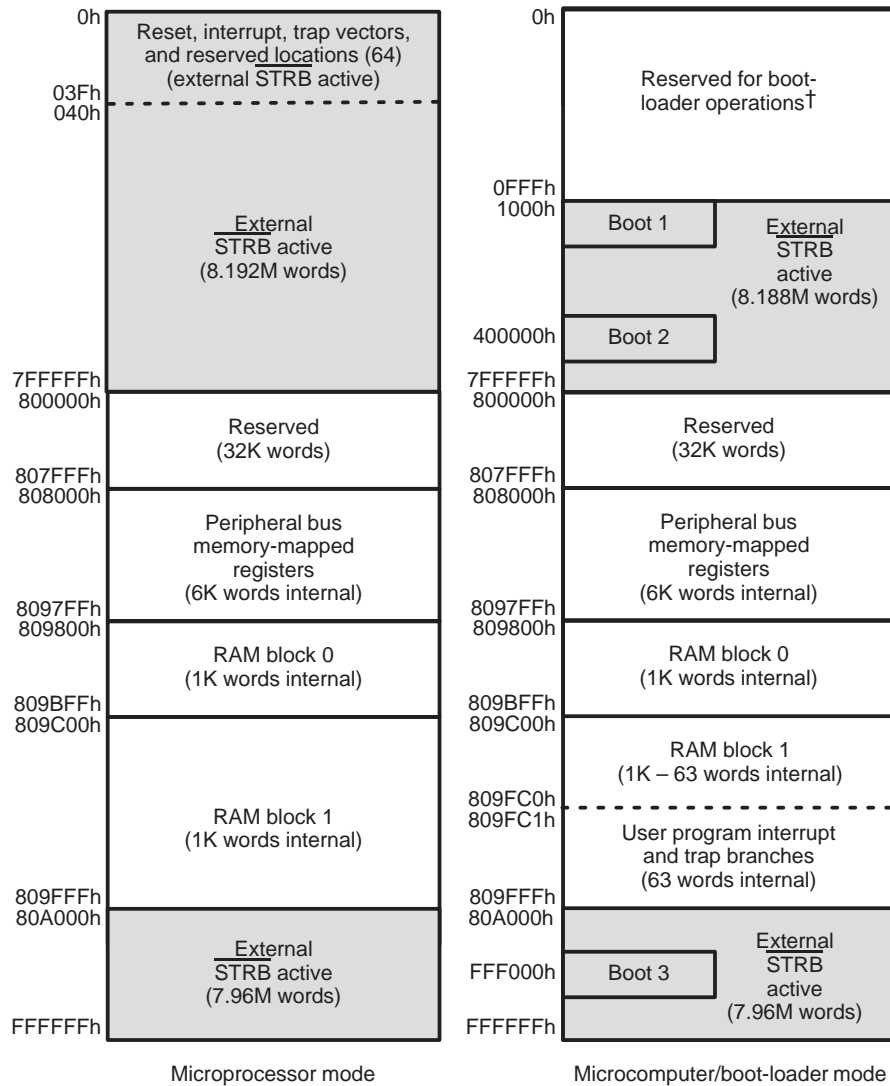 0h
Reset, interrupt, trap vectors,
and reserved locations (64)
(external STRB active)
03Fh
040h
External
STRB active
(8.192M words)
7FFFFFh
800000h
Reserved
(32K words)
807FFFh
808000h
Peripheral bus
memory-mapped
registers
(6K words internal)
8097FFh
809800h
RAM block 0
(1K words internal)
809BFFh
809C00h
RAM block 1
(1K words internal)
809FFFh
80A000h
External
STRB active
(7.96M words)
FFFFFFh
Microprocessor mode
0h
Reserved for boot-
loader operations†
0FFFh
1000h
Boot 1
External
STRB
active
(8.188M words)
400000h
Boot 2
7FFFFFh
800000h
Reserved
(32K words)
807FFFh
808000h
Peripheral bus
memory-mapped
registers
(6K words internal)
8097FFh
809800h
RAM block 0
(1K words internal)
809BFFh
809C00h
RAM block 1
(1K – 63 words internal)
809FC0h
809FC1h
User program interrupt
and trap branches
(63 words internal)
809FFFh
80A000h
External
STRB
active
(7.96M words)
FFF000h
Boot 3
FFFFFFh
Microcomputer/boot-loader mode